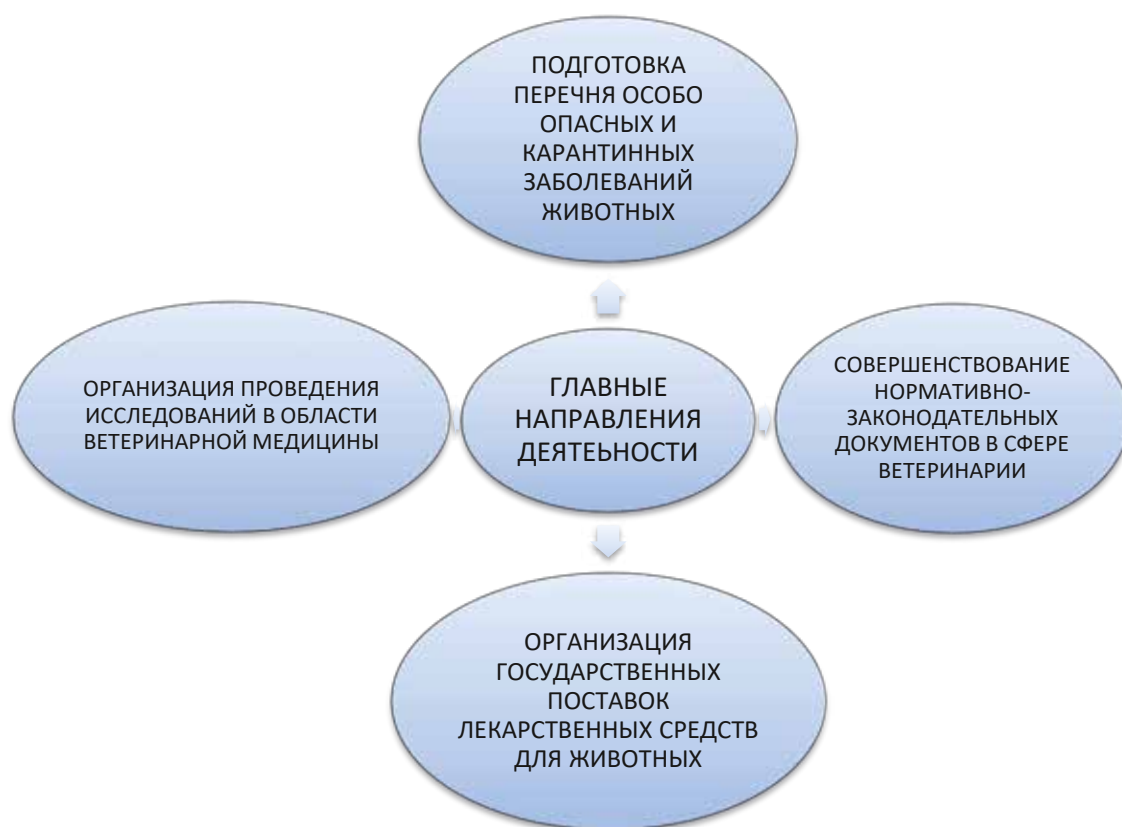 ПОДГОТОВКА
ПЕРЕЧНЯ ОСОБО
ОПАСНЫХ И
КАРАНТИННЫХ
ЗАБОЛЕВАНИЙ
ЖИВОТНЫХ
ОРГАНИЗАЦИЯ ПРОВЕДЕНИЯ
ИССЛЕДОВАНИЙ В ОБЛАСТИ
ВЕТЕРИНАРНОЙ МЕДИЦИНЫ
ГЛАВНЫЕ
НАПРАВЛЕНИЯ
ДЕЯТЕЬНОСТИ
СОВЕРШЕНСТВОВАНИЕ
НОРМАТИВНО-
ЗАКОНОДАТЕЛЬНЫХ
ДОКУМЕНТОВ В СФЕРЕ
ВЕТЕРИНАРИИ
ОРГАНИЗАЦИЯ
ГОСУДАРСТВЕННЫХ
ПОСТАВОК
ЛЕКАРСТВЕННЫХ СРЕДСТВ
ДЛЯ ЖИВОТНЫХ